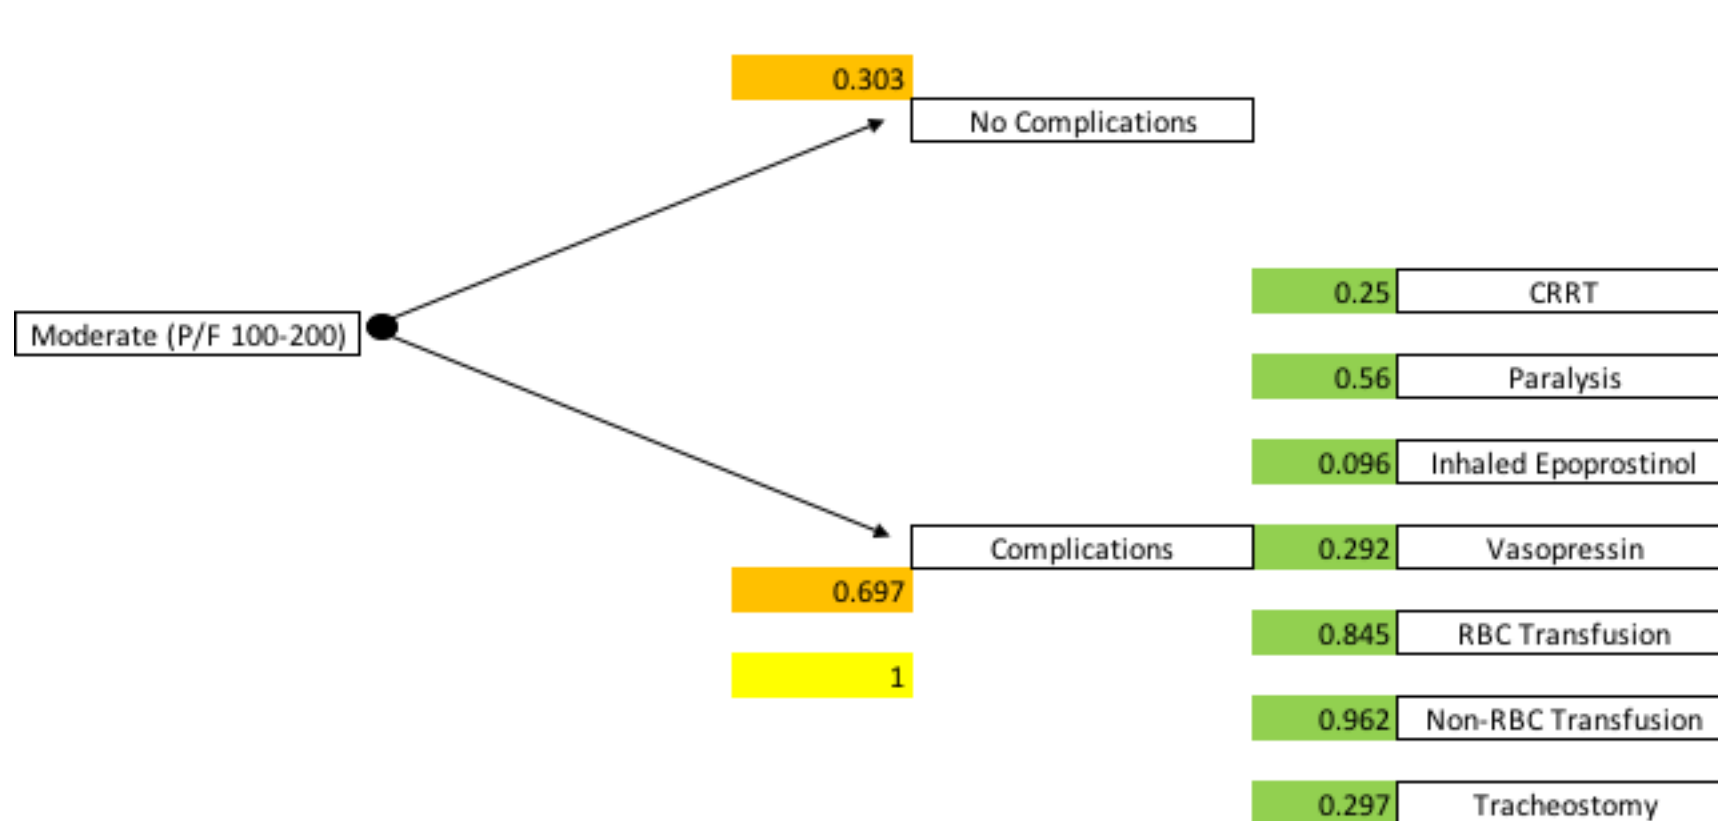 0.303
No Complications
0.25 CRRT
Moderate (P/F 100-200)
0.56 Paralysis
0.096 Inhaled Epoprostinol
Complications 0.292 Vasopressin
0.697
0.845 RBC Transfusion
1
0.962 Non-RBC Transfusion
0.297 Tracheostomy